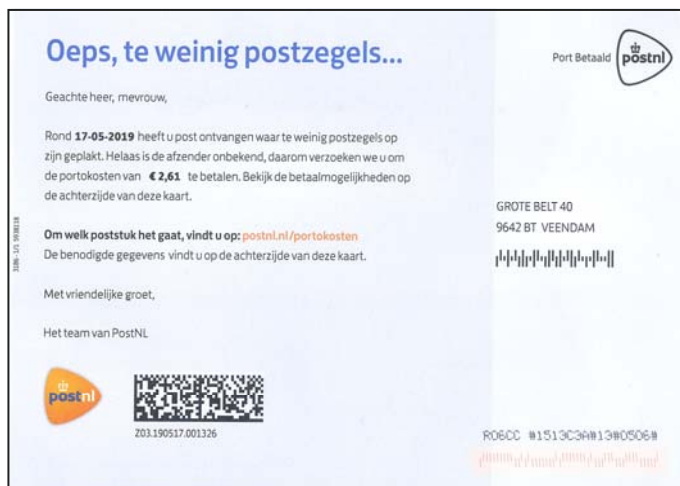 Oeps, te weinig postzegels...
Port Betaald
postnl
Geachte heer, mevrouw,
Rond 17-05-2019 heeft u post ontvangen waar te weinig postzegels op
zijn geplakt. Helaas is de afzender onbekend, daarom verzoeken we u om
de portokosten van € 2,61 te betalen. Bekijk de betaalmogelijkheden op
de achterzijde van deze kaart.
GROTE BELT 40
9642 BT VEENDAM
Om welk poststuk het gaat, vindt u op: postnl.nl/portokosten
De benodigde gegevens vindt u op de achterzijde van deze kaart.
Met vriendelijke groet,
Het team van PostNL
postnl
Z03.190517.001326
R06CC #1513C3A#13#0506#